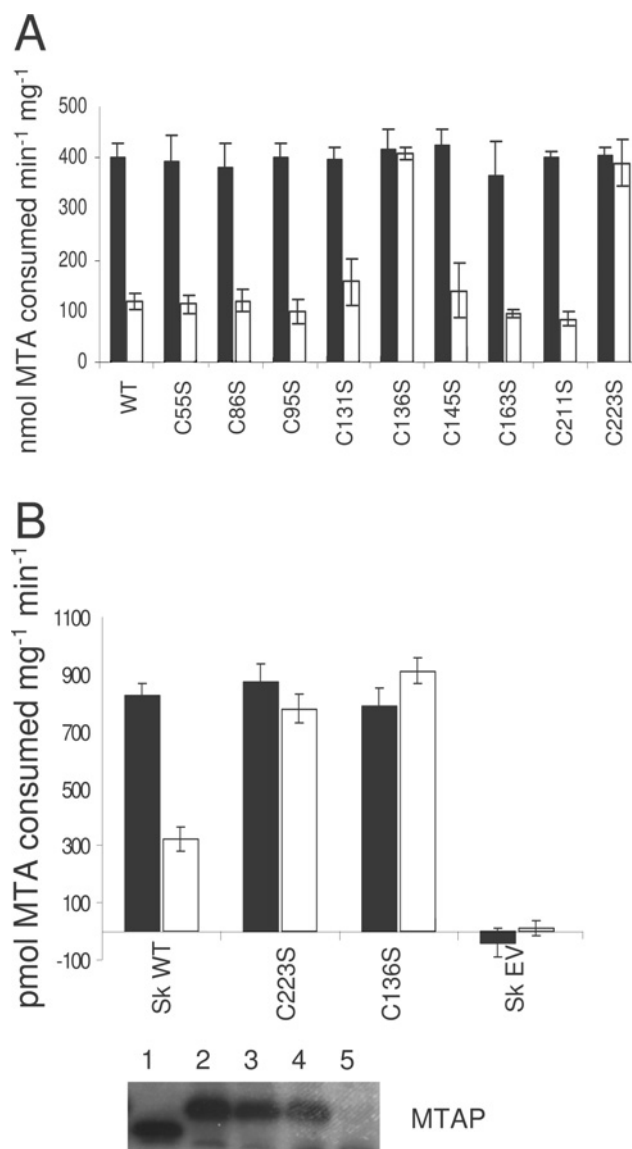 A
nmol MTA consumed min⁻¹ mg⁻¹
500
400
300
200
100
0
WT
C55S
C86S
C95S
C131S
C136S
C145S
C163S
C211S
C223S
B
pmol MTA consumed mg⁻¹ min⁻¹
1100
900
700
500
300
100
-100
Sk WT
C223S
C136S
Sk EV
1 2 3 4 5
MTAP